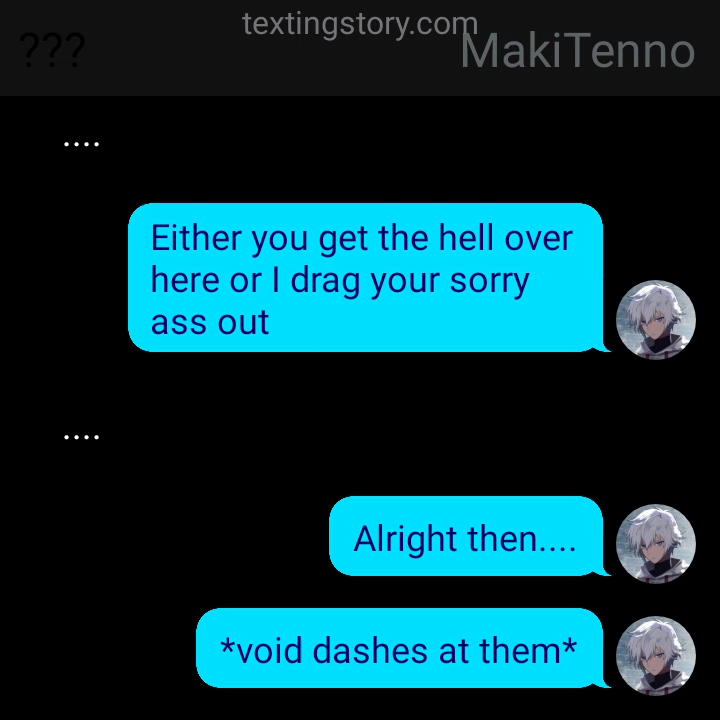 textingstory.com
???
MakiTenno
....
Either you get the hell over
here or I drag your sorry
ass out
....
Alright then....
*void dashes at them*